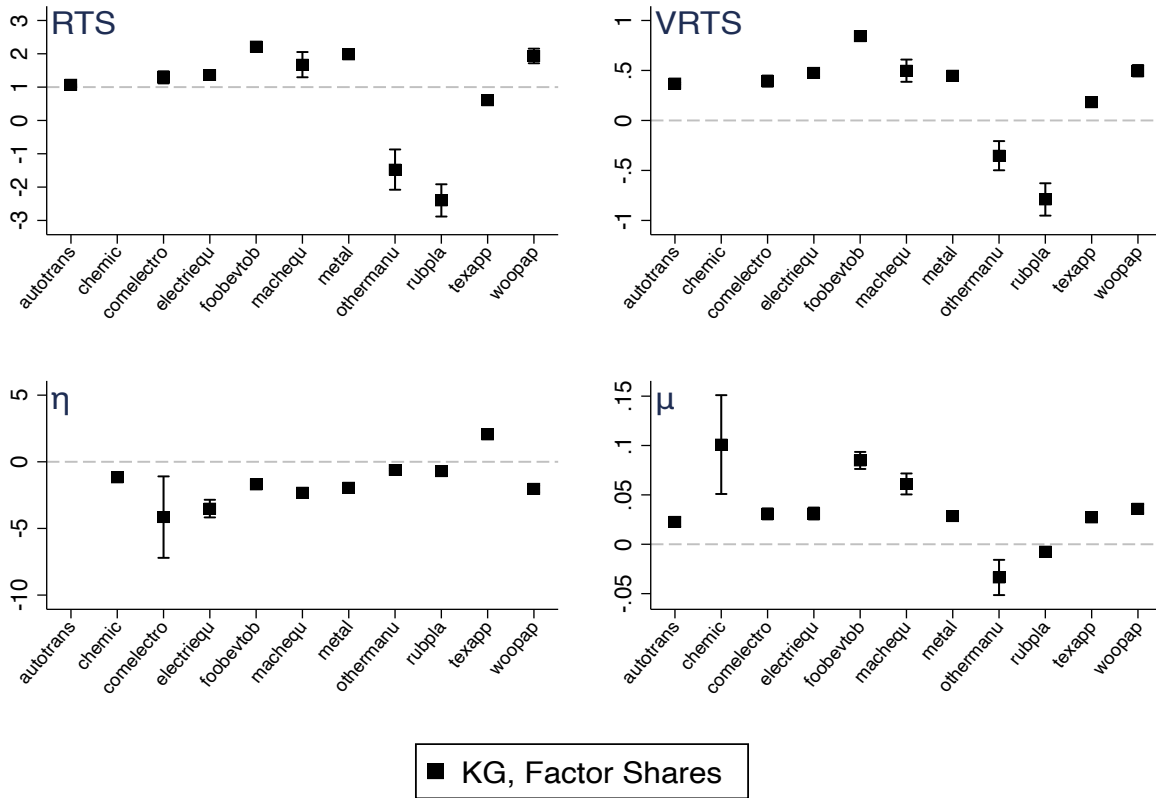 RTS
3
2
1
0
-1
-2
-3
autotrans
chemic
comelectro
electriequ
foobevtob
machequ
metal
othermanu
rubpla
texapp
woopap
VRTS
1
.5
0
-.5
-1
autotrans
chemic
comelectro
electriequ
foobevtob
machequ
metal
othermanu
rubpla
texapp
woopap
η
5
0
-5
-10
autotrans
chemic
comelectro
electriequ
foobevtob
machequ
metal
othermanu
rubpla
texapp
woopap
μ
.15
.1
.05
0
-.05
autotrans
chemic
comelectro
electriequ
foobevtob
machequ
metal
othermanu
rubpla
texapp
woopap
KG, Factor Shares